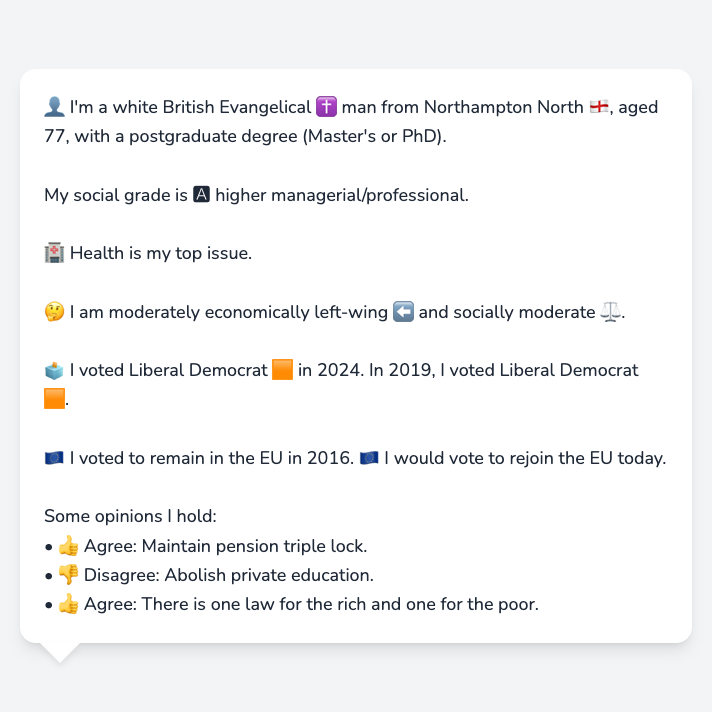 👤 I'm a white British Evangelical ✝️ man from Northampton North 🏴󠁧󠁢󠁥󠁮󠁧󠁿, aged
77, with a postgraduate degree (Master's or PhD).
My social grade is 🅰 higher managerial/professional.
🏥 Health is my top issue.
🤔 I am moderately economically left-wing ⬅️ and socially moderate ⚖️.
🗳️ I voted Liberal Democrat 🟧 in 2024. In 2019, I voted Liberal Democrat
🟧.
🇪🇺 I voted to remain in the EU in 2016. 🇪🇺 I would vote to rejoin the EU today.
Some opinions I hold:
• 👍 Agree: Maintain pension triple lock.
• 👎 Disagree: Abolish private education.
• 👍 Agree: There is one law for the rich and one for the poor.